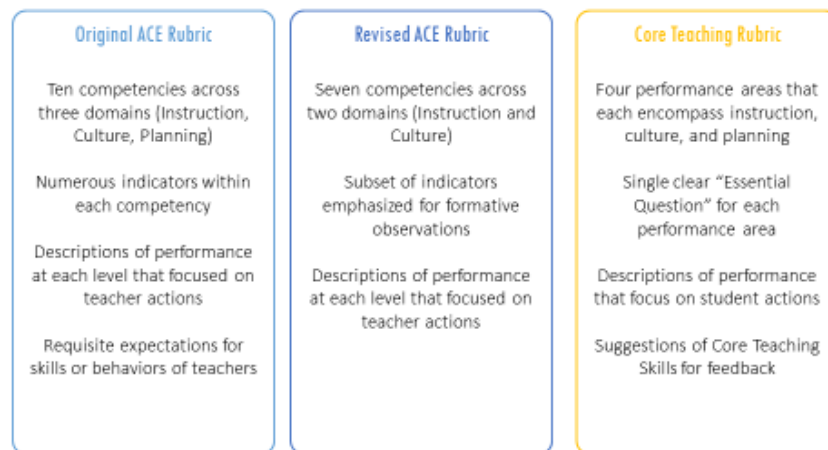 Original ACE Rubric
Ten competencies across
three domains (Instruction,
Culture, Planning)
Numerous indicators within
each competency
Descriptions of performance
at each level that focused on
teacher actions
Requisite expectations for
skills or behaviors of teachers
Revised ACE Rubric
Seven competencies across
two domains (Instruction and
Culture)
Subset of indicators
emphasized for formative
observations
Descriptions of performance
at each level that focused on
teacher actions
Core Teaching Rubric
Four performance areas that
each encompass instruction,
culture, and planning
Single clear “Essential
Question” for each
performance area
Descriptions of performance
that focus on student actions
Suggestions of Core Teaching
Skills for feedback